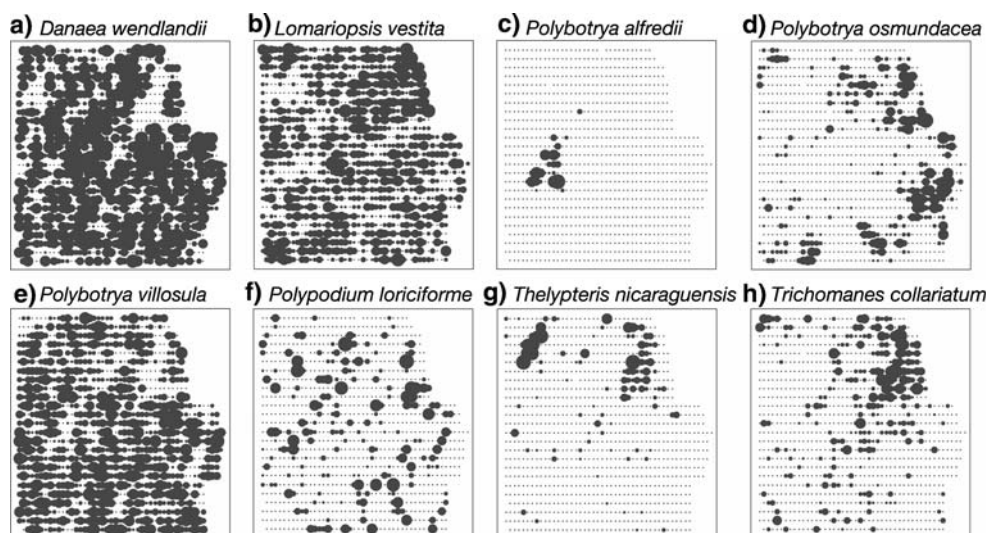 a) Danaea wendlandii
b) Lomariopsis vestita
c) Polybotrya alfredii
d) Polybotrya osmundacea
e) Polybotrya villosula
f) Polypodium loriciforme
g) Thelypteris nicaraguensis
h) Trichomanes collariatum